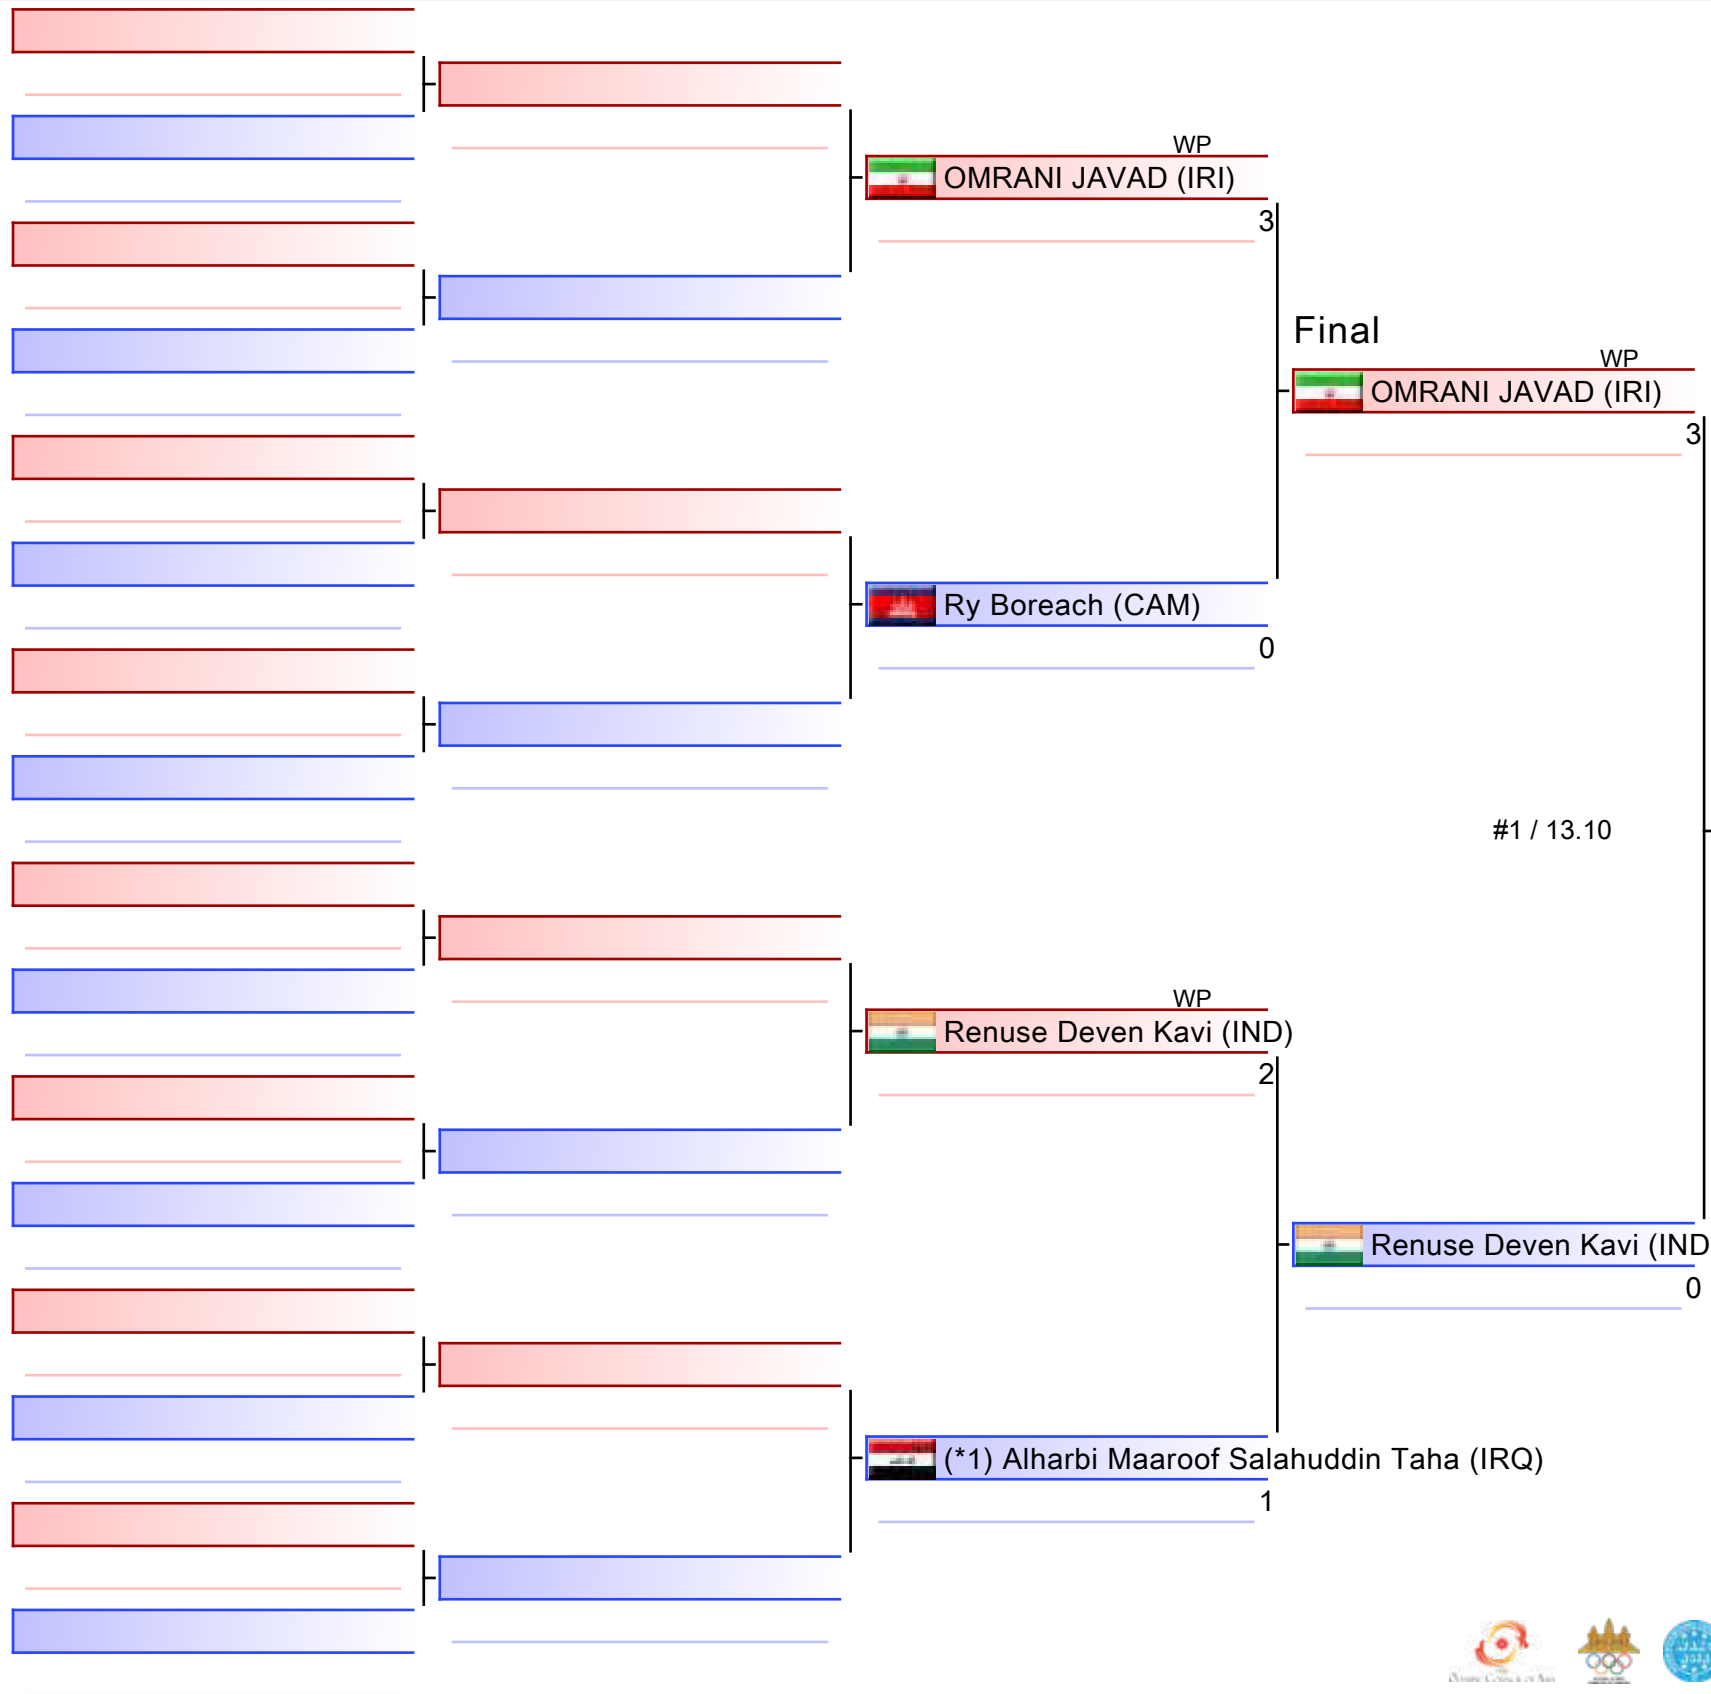 WP
OMRANI JAVAD (IRI)
3
Final
WP
OMRANI JAVAD (IRI)
3
Ry Boreach (CAM)
0
#1 / 13.10
WP
Renuse Deven Kavi (IND)
2
Renuse Deven Kavi (IND
0
(*1) Alharbi Maaroof Salahuddin Taha (IRQ)
1